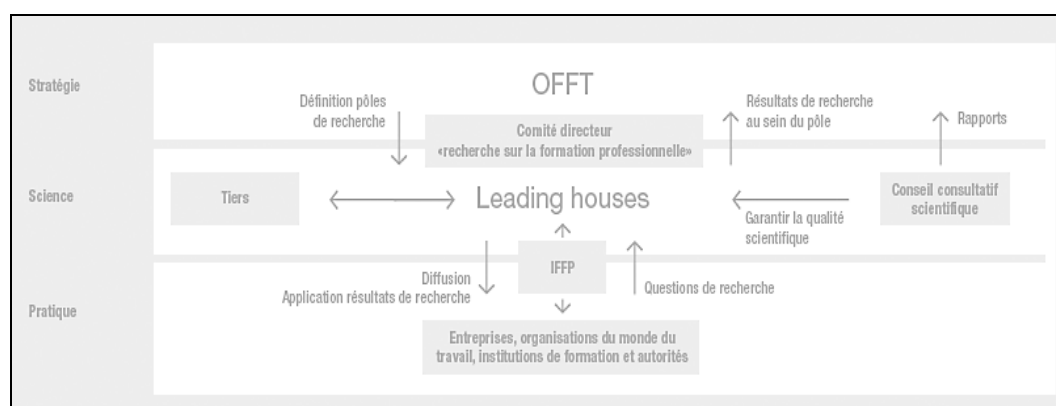 Stratégie
OFFT
Définition pôles
de recherche
Comité directeur
«recherche sur la formation professionelle»
Résultats de recherche
au sein du pôle
Rapports
Science
Tiers
Leading houses
Conseil consultatif
scientifique
Garantir la qualité
scientifique
IFFP
Diffusion
Application résultats de recherche
Questions de recherche
Pratique
Entreprises, organisations du monde du
travail, institutions de formation et autorités